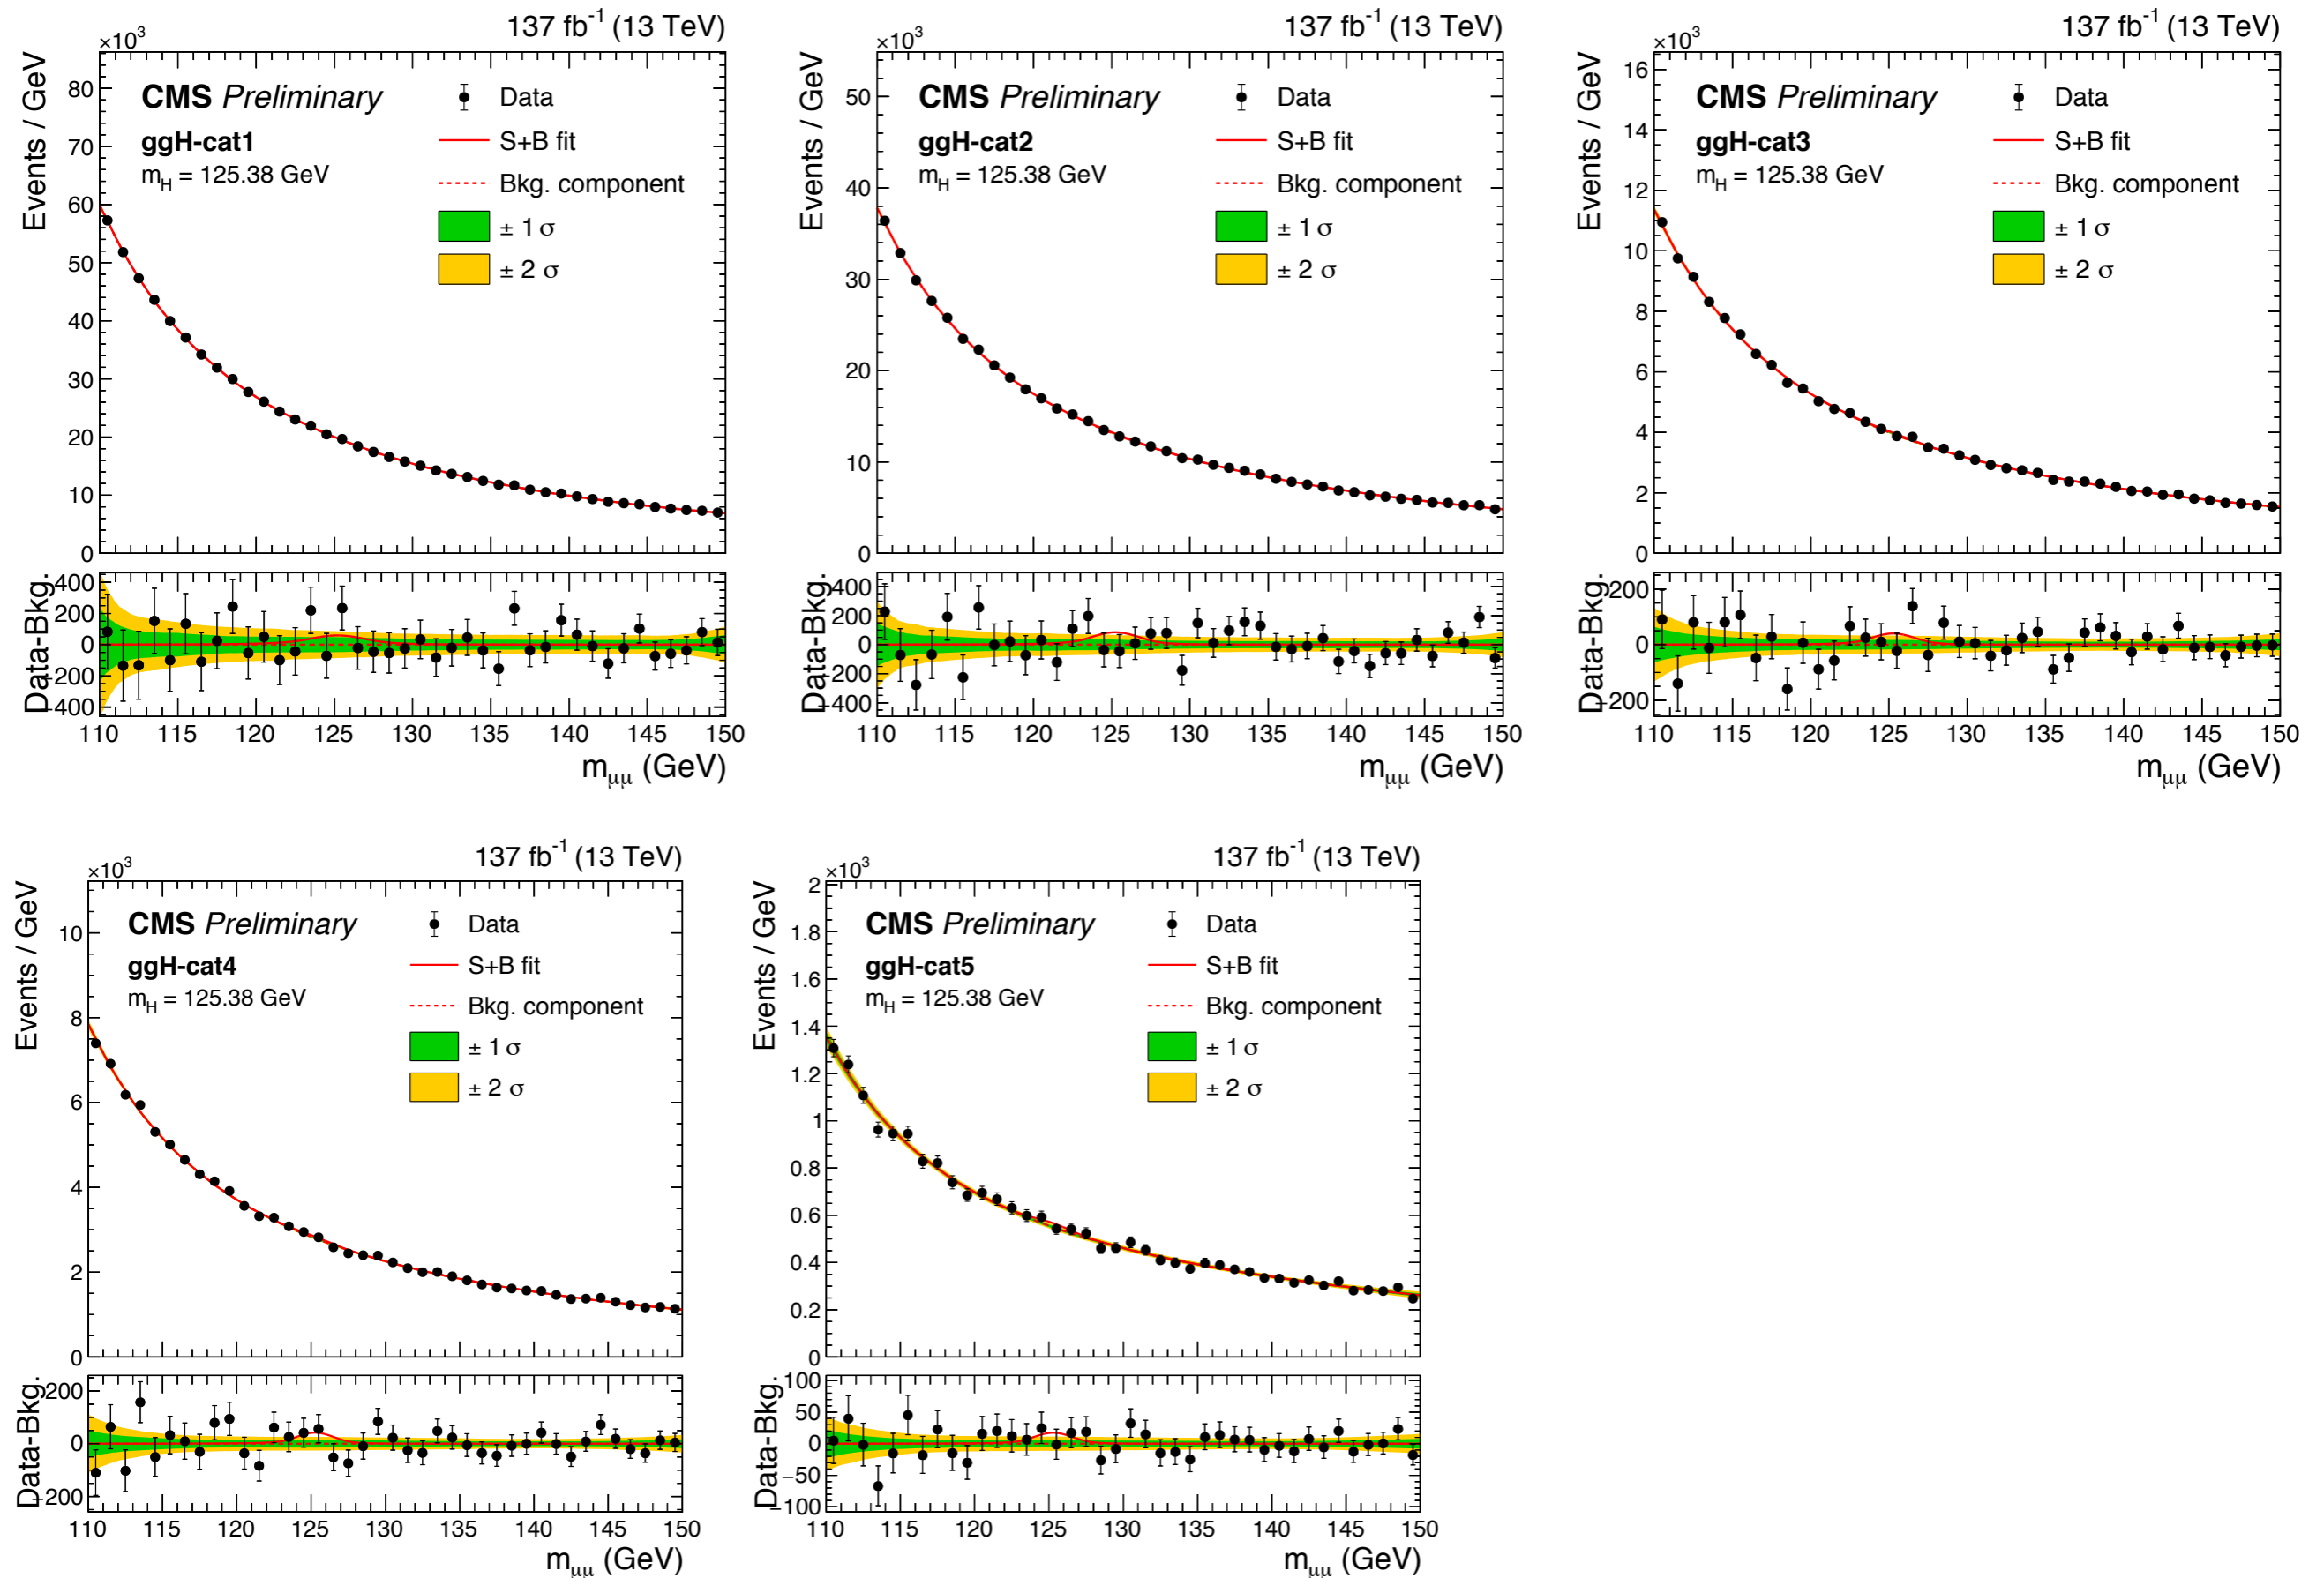 137 fb⁻¹ (13 TeV)
×10³
Events / GeV
CMS Preliminary
ggH-cat1
m_H = 125.38 GeV
Data
S+B fit
Bkg. component
± 1 σ
± 2 σ
80
70
60
50
40
30
20
10
0
Data-Bkg.
400
200
0
−200
−400
110 115 120 125 130 135 140 145 150
m_μμ (GeV)
137 fb⁻¹ (13 TeV)
×10³
Events / GeV
CMS Preliminary
ggH-cat2
m_H = 125.38 GeV
Data
S+B fit
Bkg. component
± 1 σ
± 2 σ
50
40
30
20
10
0
Data-Bkg.
400
200
0
−200
−400
110 115 120 125 130 135 140 145 150
m_μμ (GeV)
137 fb⁻¹ (13 TeV)
×10³
Events / GeV
CMS Preliminary
ggH-cat3
m_H = 125.38 GeV
Data
S+B fit
Bkg. component
± 1 σ
± 2 σ
16
14
12
10
8
6
4
2
0
Data-Bkg.
200
0
−200
110 115 120 125 130 135 140 145 150
m_μμ (GeV)
137 fb⁻¹ (13 TeV)
×10³
Events / GeV
CMS Preliminary
ggH-cat4
m_H = 125.38 GeV
Data
S+B fit
Bkg. component
± 1 σ
± 2 σ
10
8
6
4
2
0
Data-Bkg.
200
0
−200
110 115 120 125 130 135 140 145 150
m_μμ (GeV)
137 fb⁻¹ (13 TeV)
×10³
Events / GeV
CMS Preliminary
ggH-cat5
m_H = 125.38 GeV
Data
S+B fit
Bkg. component
± 1 σ
± 2 σ
2
1.8
1.6
1.4
1.2
1
0.8
0.6
0.4
0.2
0
Data-Bkg.
100
50
0
−50
−100
110 115 120 125 130 135 140 145 150
m_μμ (GeV)